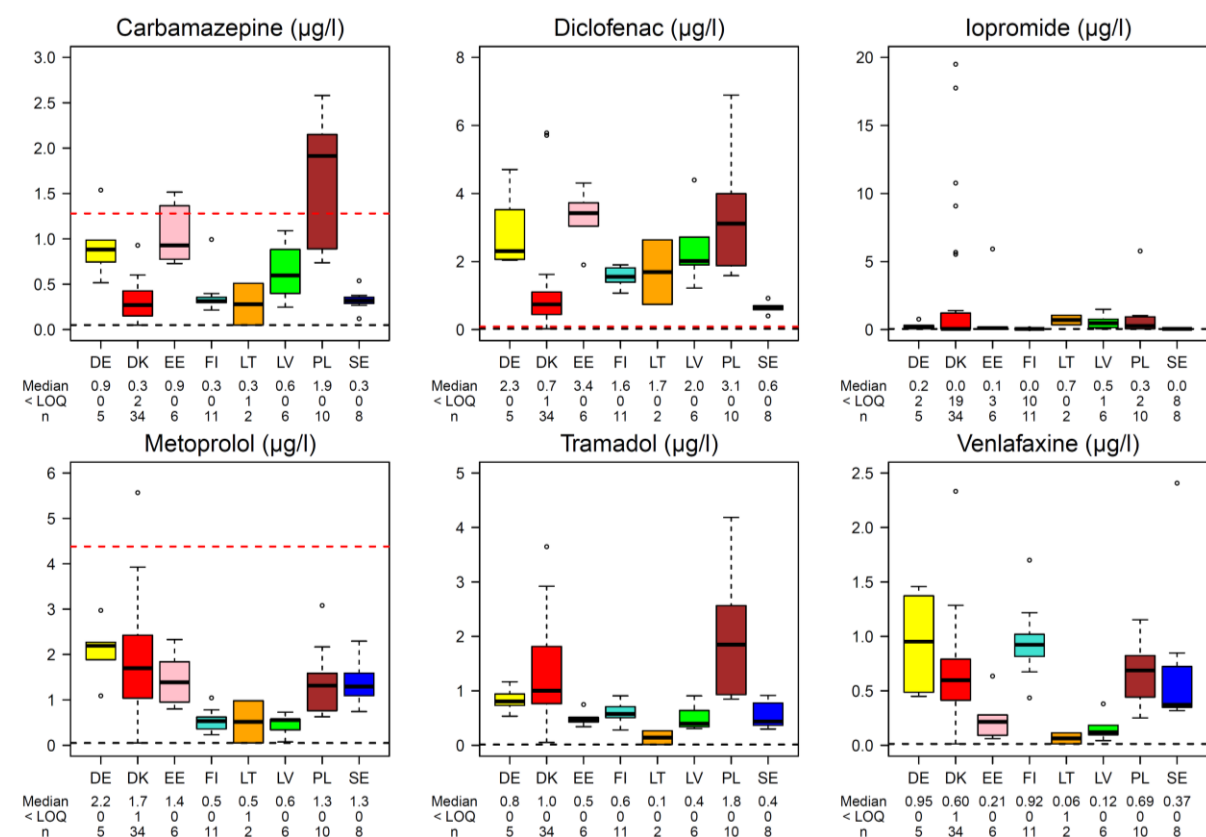 Carbamazepine (µg/l) Diclofenac (µg/l) Iopromide (µg/l)
3.0 8 20
2.5
2.0 6 15
1.5 4 10
1.0
0.5 2 5
0.0 0 0
DE DK EE FI LT LV PL SE DE DK EE FI LT LV PL SE DE DK EE FI LT LV PL SE
Median 0.9 0.3 0.9 0.3 0.3 0.6 1.9 0.3 Median 2.3 0.7 3.4 1.6 1.7 2.0 3.1 0.6 Median 0.2 0.0 0.1 0.0 0.7 0.5 0.3 0.0
< LOQ 0 2 0 0 1 0 0 0 < LOQ 0 1 0 0 0 0 0 0 < LOQ 2 19 3 10 0 1 2 8
n 5 34 6 11 2 6 10 8 n 5 34 6 11 2 6 10 8 n 5 34 6 11 2 6 10 8
Metoprolol (µg/l) Tramadol (µg/l) Venlafaxine (µg/l)
6 5 2.5
5 4 2.0
4 3 1.5
3
2 2 1.0
1 1 0.5
0 0 0.0
DE DK EE FI LT LV PL SE DE DK EE FI LT LV PL SE DE DK EE FI LT LV PL SE
Median 2.2 1.7 1.4 0.5 0.5 0.6 1.3 1.3 Median 0.8 1.0 0.5 0.6 0.1 0.4 1.8 0.4 Median 0.95 0.60 0.21 0.92 0.06 0.12 0.69 0.37
< LOQ 0 1 0 0 1 0 0 0 < LOQ 0 0 0 0 1 0 0 0 < LOQ 0 1 0 0 1 0 0 0
n 5 34 6 11 2 6 10 8 n 5 34 6 11 2 6 10 8 n 5 34 6 11 2 6 10 8